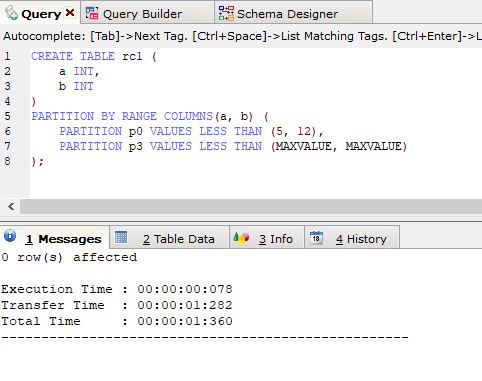 Query Query Builder Schema Designer
Autocomplete: [Tab]->Next Tag. [Ctrl+Space]->List Matching Tags. [Ctrl+Enter]->L
1 CREATE TABLE rc1 (
2 a INT,
3 b INT
4 )
5 PARTITION BY RANGE COLUMNS(a, b) (
6 PARTITION p0 VALUES LESS THAN (5, 12),
7 PARTITION p3 VALUES LESS THAN (MAXVALUE, MAXVALUE)
8 );
1 Messages 2 Table Data 3 Info 18 4 History
0 row(s) affected
Execution Time : 00:00:00:078
Transfer Time : 00:00:01:282
Total Time : 00:00:01:360
---------------------------------------------------